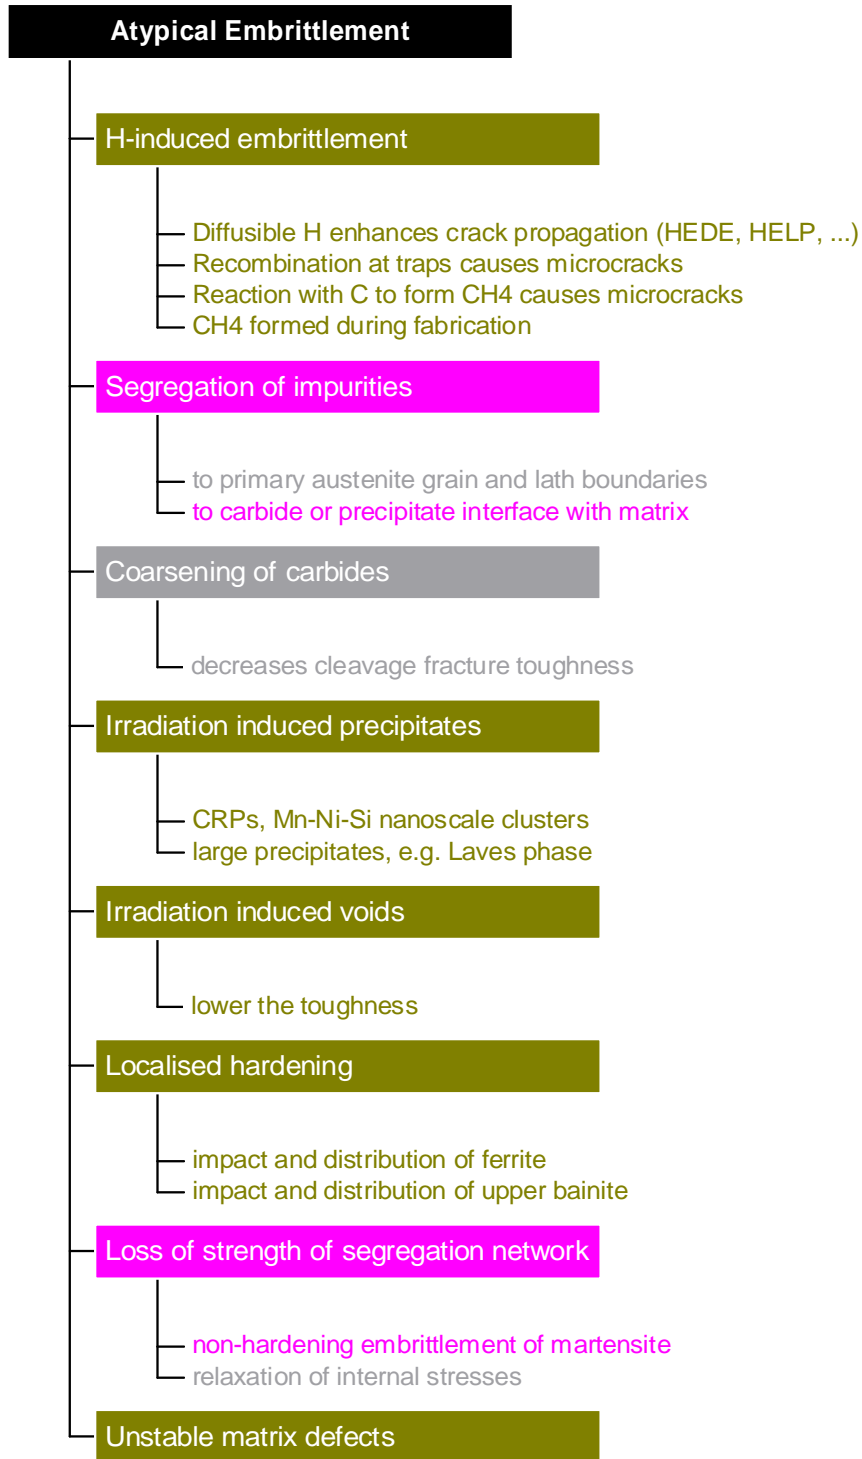 Atypical Embrittlement
H-induced embrittlement
Diffusible H enhances crack propagation (HEDE, HELP, ...)
Recombination at traps causes microcracks
Reaction with C to form CH4 causes microcracks
CH4 formed during fabrication
Segregation of impurities
to primary austenite grain and lath boundaries
to carbide or precipitate interface with matrix
Coarsening of carbides
decreases cleavage fracture toughness
Irradiation induced precipitates
CRPs, Mn-Ni-Si nanoscale clusters
large precipitates, e.g. Laves phase
Irradiation induced voids
lower the toughness
Localised hardening
impact and distribution of ferrite
impact and distribution of upper bainite
Loss of strength of segregation network
non-hardening embrittlement of martensite
relaxation of internal stresses
Unstable matrix defects